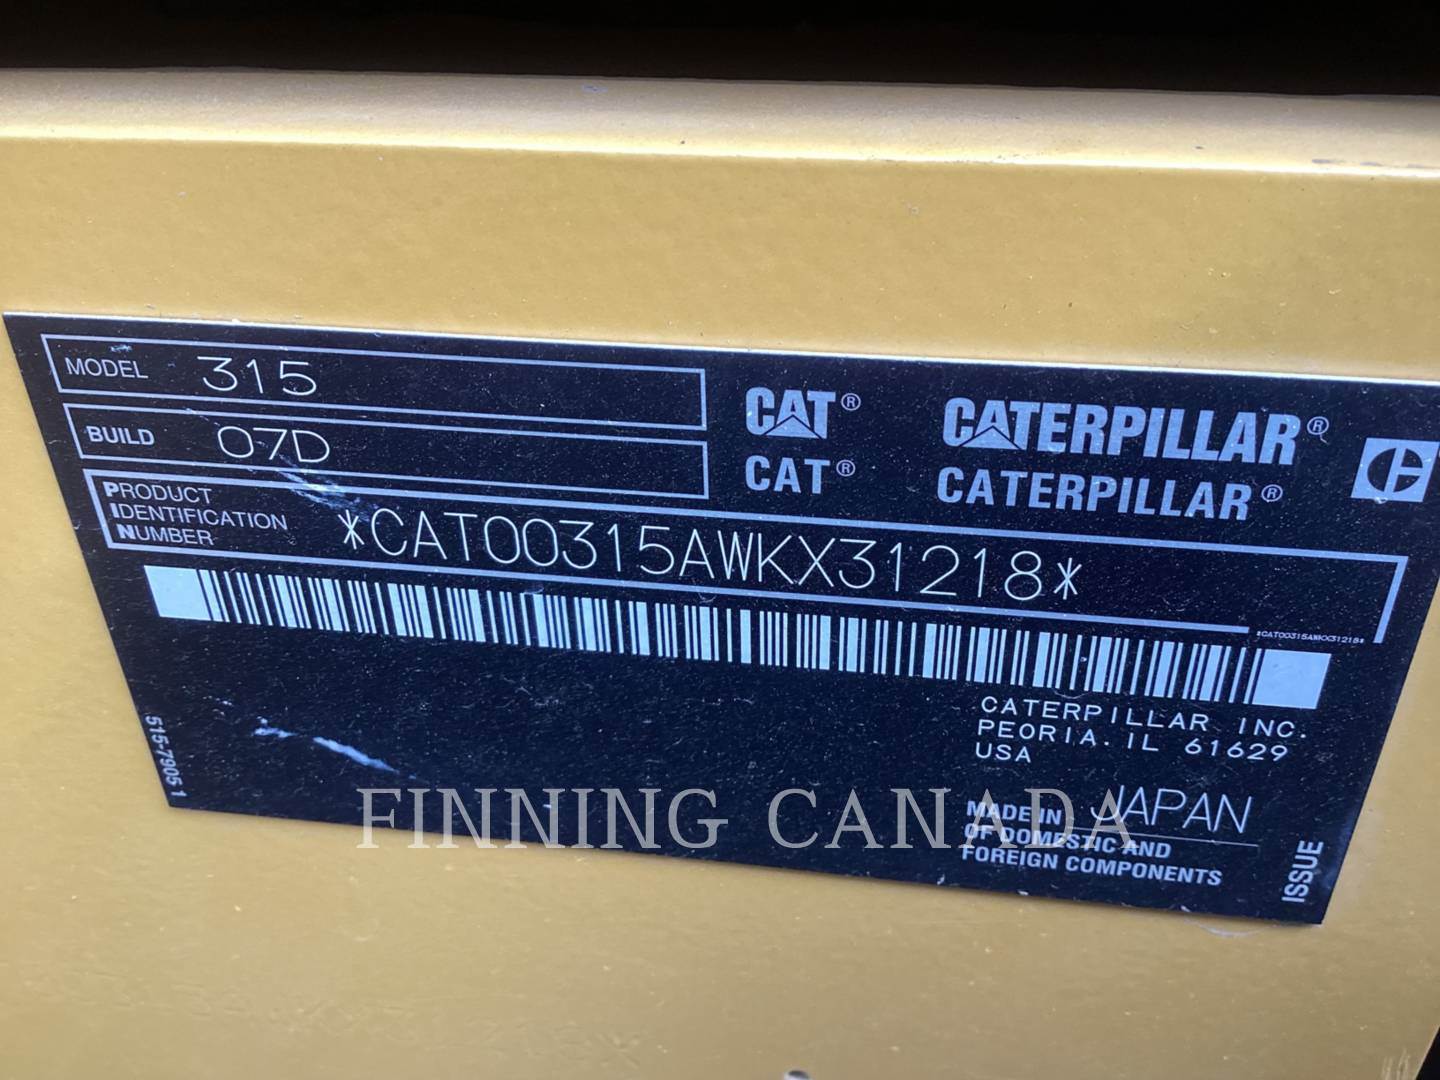 MODEL 315
BUILD 07D
PRODUCT
IDENTIFICATION
NUMBER
*CAT00315AWKX31218*
CAT® CATERPILLAR®
CAT® CATERPILLAR®
*CAT00315AWKX31218*
CATERPILLAR INC.
PEORIA. IL 61629
USA
MADE IN JAPAN
OF DOMESTIC AND
FOREIGN COMPONENTS
515-7905 1
ISSUE
FINNING CANADA